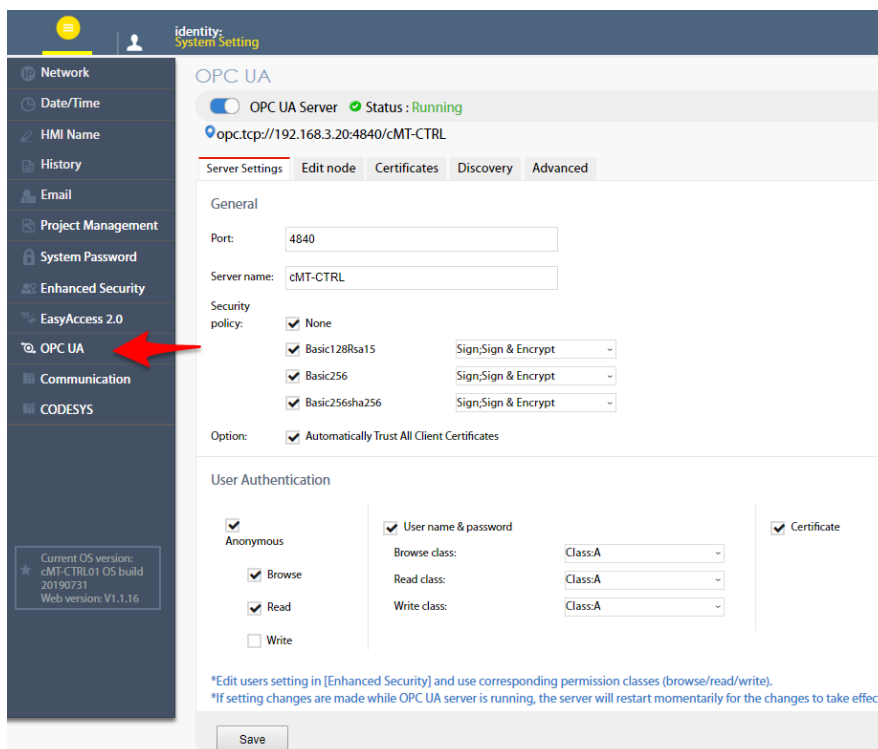 identity:
System Setting
Network
Date/Time
HMI Name
History
Email
Project Management
System Password
Enhanced Security
EasyAccess 2.0
OPC UA
Communication
CODESYS
Current OS version:
cMT-CTRL01 OS build
20190731
Web version: V1.1.16
OPC UA
OPC UA Server Status : Running
opc.tcp://192.168.3.20:4840/cMT-CTRL
Server Settings Edit node Certificates Discovery Advanced
General
Port: 4840
Server name: cMT-CTRL
Security
policy: None
Basic128Rsa15 Sign;Sign & Encrypt
Basic256 Sign;Sign & Encrypt
Basic256sha256 Sign;Sign & Encrypt
Option: Automatically Trust All Client Certificates
User Authentication
Anonymous
Browse
Read
Write
User name & password
Browse class: Class:A
Read class: Class:A
Write class: Class:A
Certificate
*Edit users setting in [Enhanced Security] and use corresponding permission classes (browse/read/write).
*If setting changes are made while OPC UA server is running, the server will restart momentarily for the changes to take effec
Save